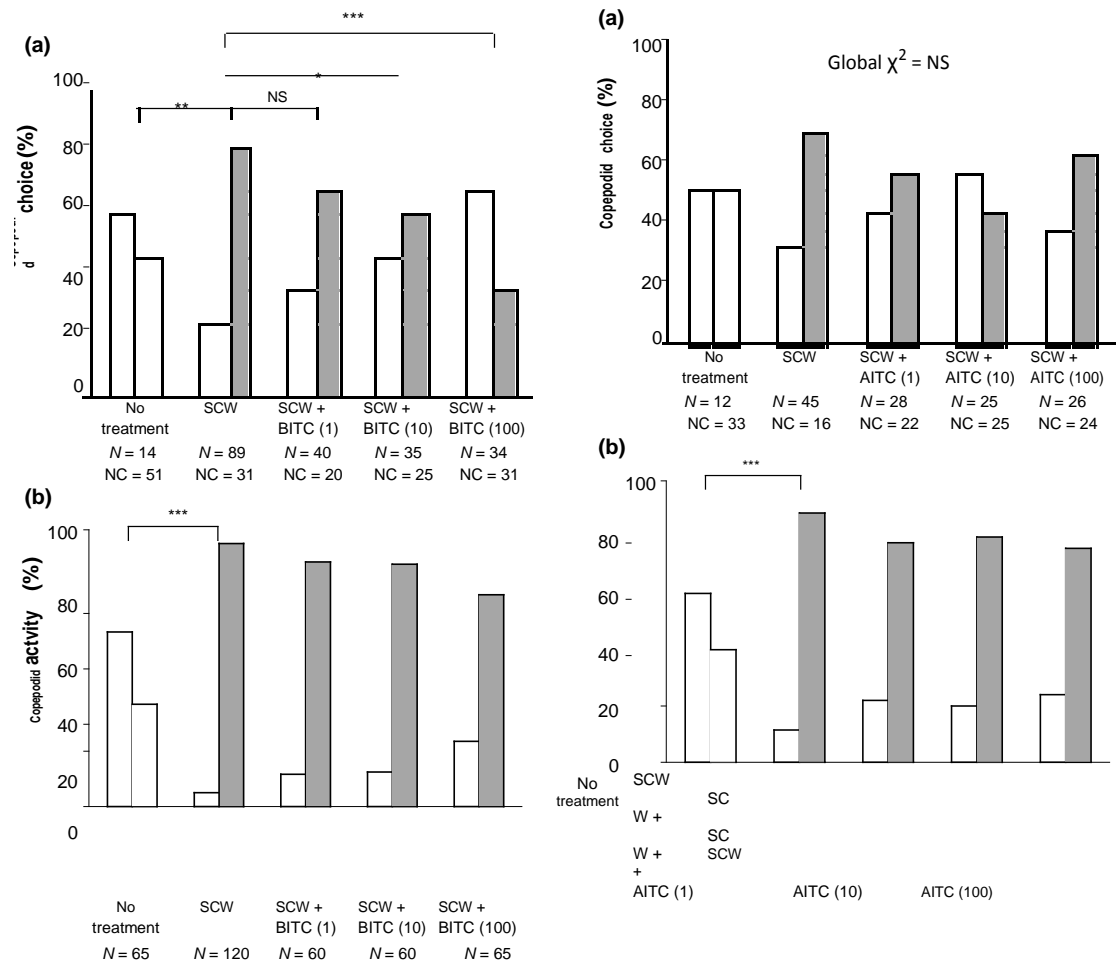 (a)
***
100
*
NS
**
80
choice (%)
60
d
40
20
0
No treatment
SCW
SCW + BITC (1)
SCW + BITC (10)
SCW + BITC (100)
N = 14
N = 89
N = 40
N = 35
N = 34
NC = 51
NC = 31
NC = 20
NC = 25
NC = 31
(b)
***
100
80
Copepodid actvity (%)
60
40
20
0
No treatment
SCW
SCW + BITC (1)
SCW + BITC (10)
SCW + BITC (100)
N = 65
N = 120
N = 60
N = 60
N = 65
(a)
Global χ² = NS
100
80
Copepodid choice (%)
60
40
20
0
No treatment
SCW
SCW + AITC (1)
SCW + AITC (10)
SCW + AITC (100)
N = 12
N = 45
N = 28
N = 25
N = 26
NC = 33
NC = 16
NC = 22
NC = 25
NC = 24
(b)
***
100
80
60
40
20
0
No treatment
SCW
SC
W +
SC
W +
SCW
+
AITC (1)
AITC (10)
AITC (100)